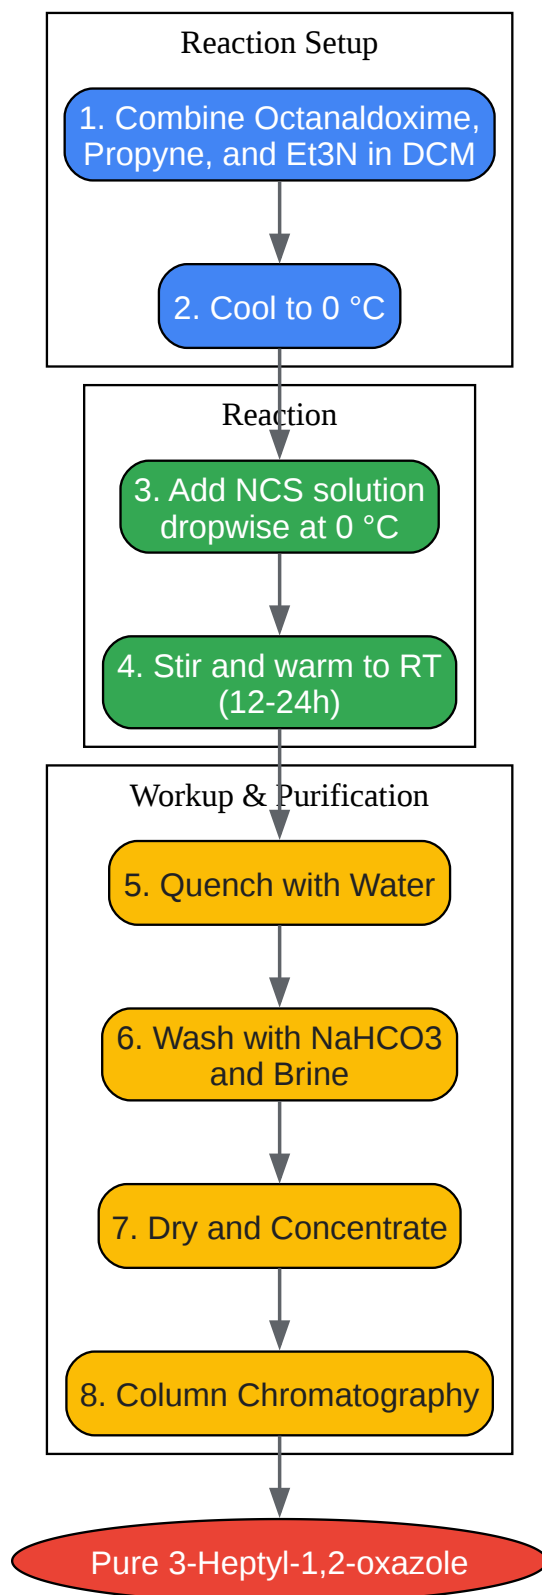 Reaction Setup
1. Combine Octanaldoxime,
Propyne, and Et3N in DCM
2. Cool to 0 °C
Reaction
3. Add NCS solution
dropwise at 0 °C
4. Stir and warm to RT
(12-24h)
Workup & Purification
5. Quench with Water
6. Wash with NaHCO3
and Brine
7. Dry and Concentrate
8. Column Chromatography
Pure 3-Heptyl-1,2-oxazole